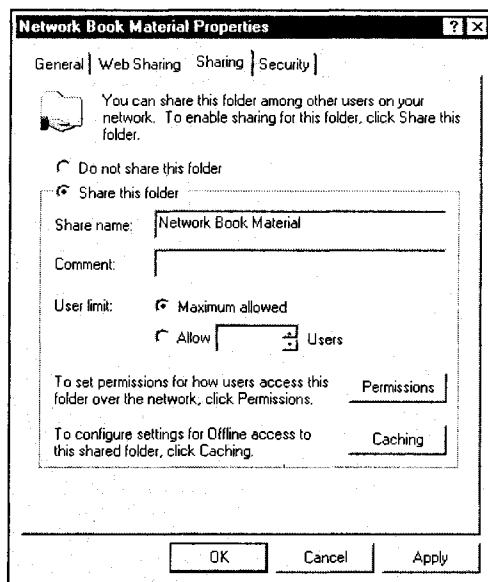 Network Book Material Properties
? X
General Web Sharing Sharing Security
You can share this folder among other users on your
network. To enable sharing for this folder, click Share this
folder.
Do not share this folder
Share this folder
Share name: Network Book Material
Comment:
User limit: Maximum allowed
Allow Users
To set permissions for how users access this
folder over the network, click Permissions.
Permissions
To configure settings for Offline access to
this shared folder, click Caching.
Caching
OK Cancel Apply